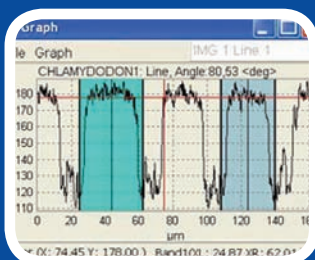 Graph
le Graph
IMG 1 Line 1
CHLAMYDODON1: Line, Angle:80,53 <deg>
180
170
160
150
140
130
120
110
0 20 40 60 80 100 120 140 160
µm
(X: 74,45 Y: 178,00 ) Band101 : 24,87 XR: 62,01